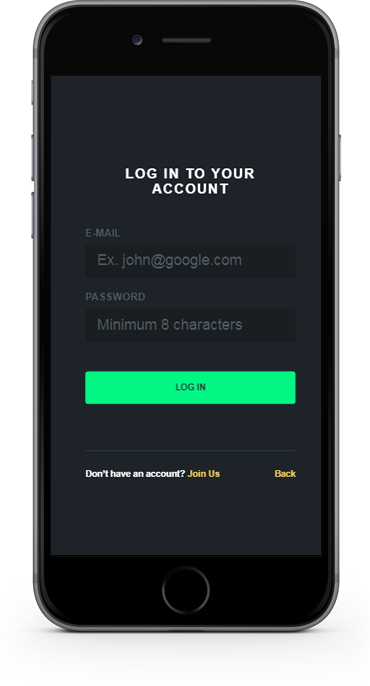 LOG IN TO YOUR
ACCOUNT
E-MAIL
Ex. john@google.com
PASSWORD
Minimum 8 characters
LOG IN
Don't have an account? Join Us Back